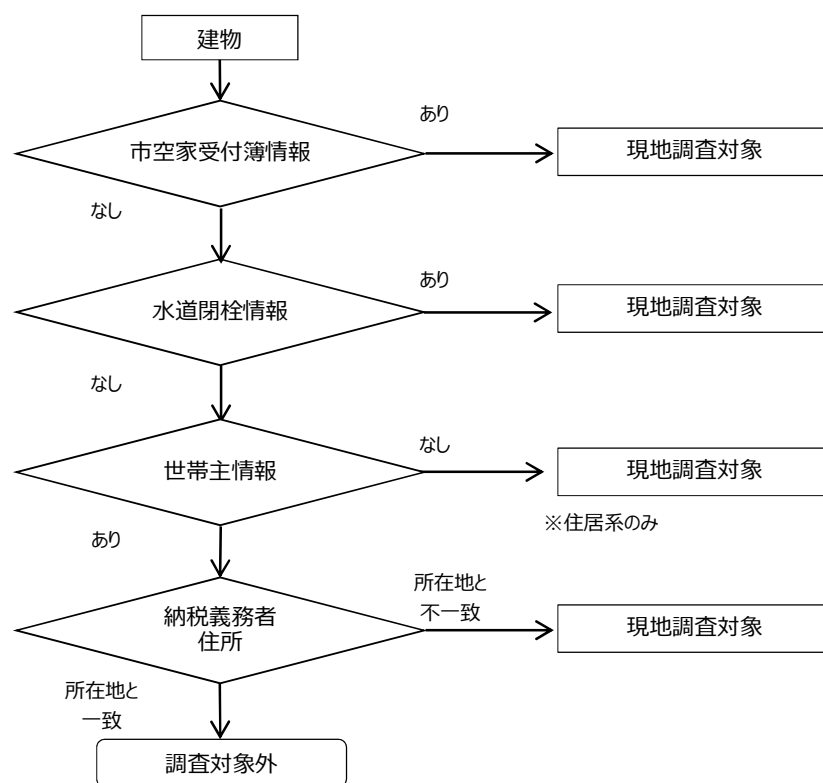 建物
あり
市空家受付簿情報
現地調査対象
なし
あり
水道閉栓情報
現地調査対象
なし
なし
世帯主情報
現地調査対象
※住居系のみ
あり
所在地と
不一致
納税義務者
住所
現地調査対象
所在地と
一致
調査対象外